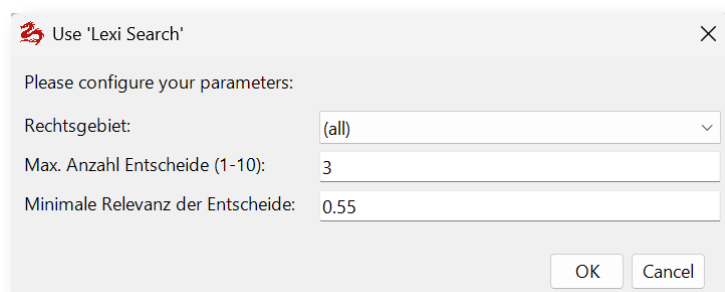 Use 'Lexi Search'
Please configure your parameters:
Rechtsgebiet: (all)
Max. Anzahl Entscheide (1-10): 3
Minimale Relevanz der Entscheide: 0.55
OK Cancel